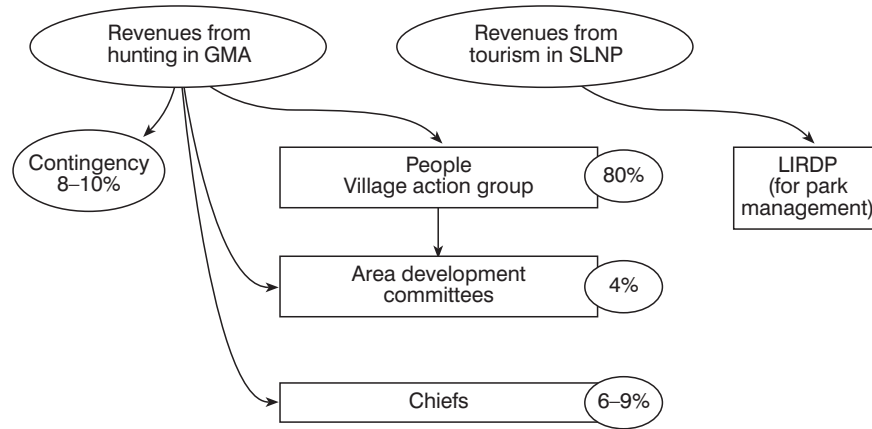 Revenues from
hunting in GMA
Revenues from
tourism in SLNP
Contingency
8–10%
People
Village action group
80%
LIRDP
(for park
management)
Area development
committees
4%
Chiefs
6–9%